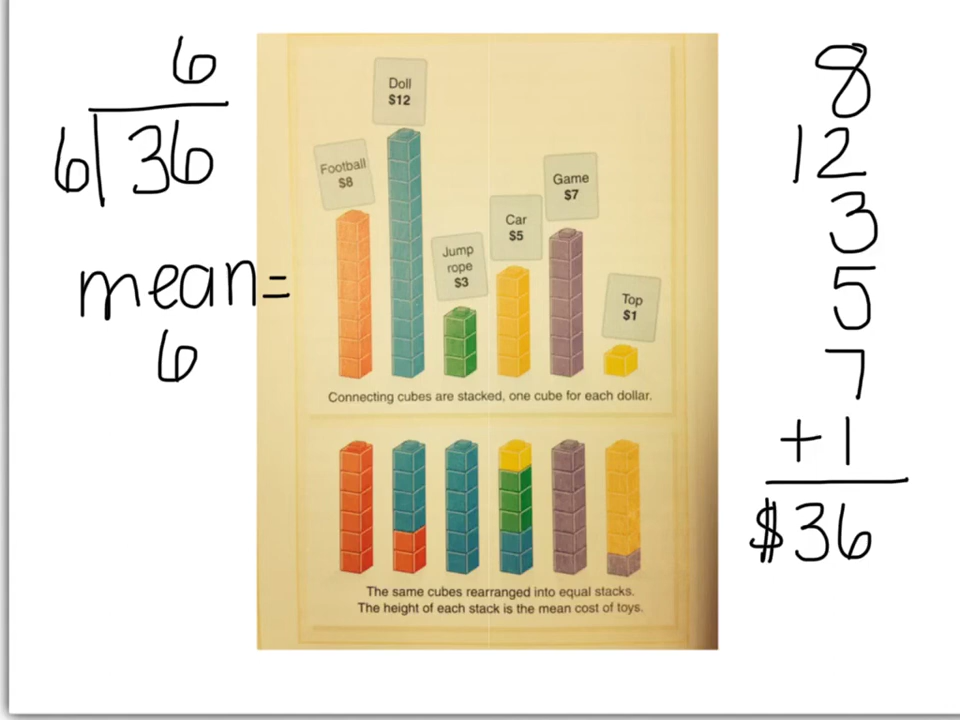 6
6)36
mean=
6
Doll
$12
Football
$8
Game
$7
Car
$5
Jump
rope
$3
Top
$1
Connecting cubes are stacked, one cube for each dollar.
The same cubes rearranged into equal stacks.
The height of each stack is the mean cost of toys.
8
12
3
5
7
+1
$36